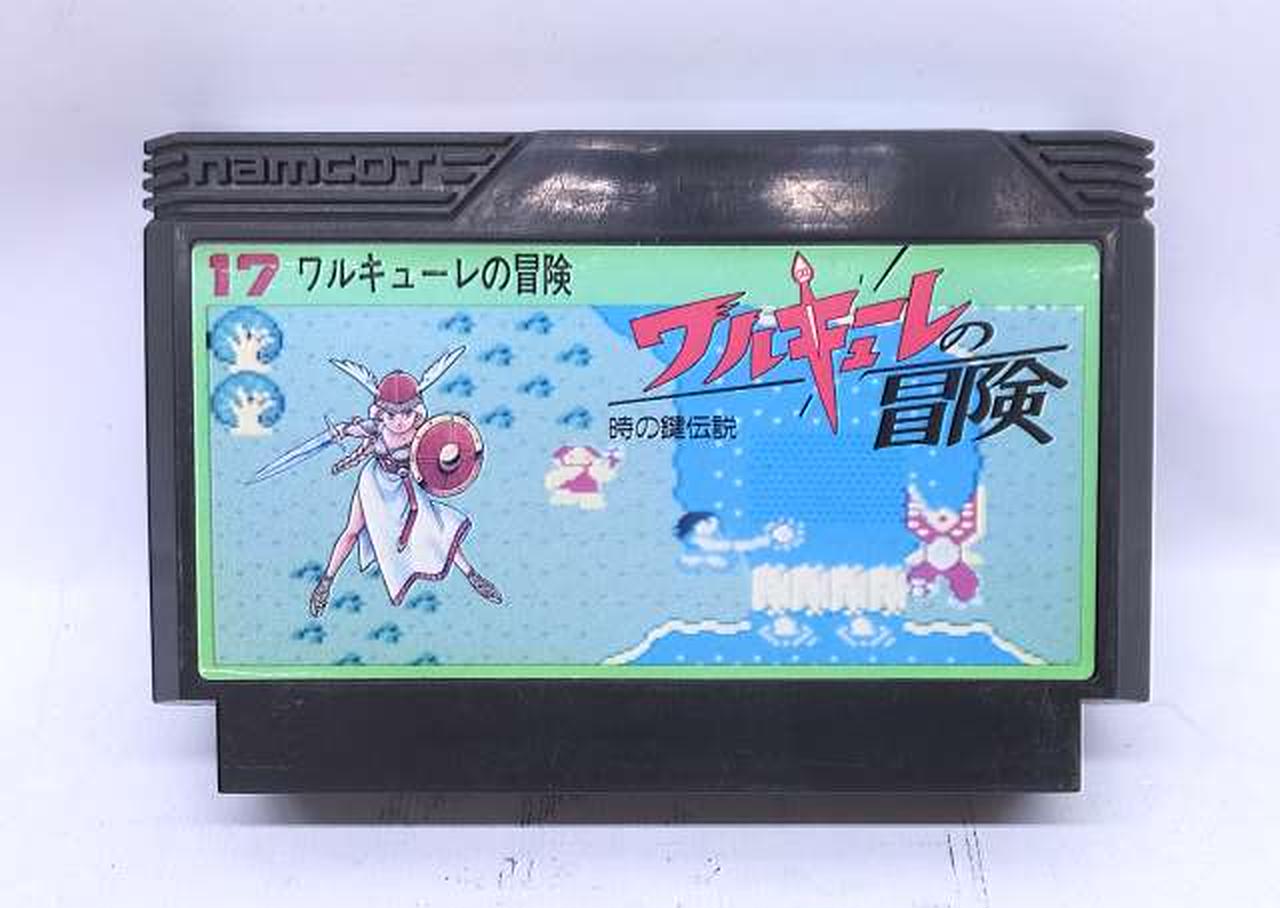 namcot
17 ワルキューレの冒険
ワルキューレの
冒険
時の鍵伝説